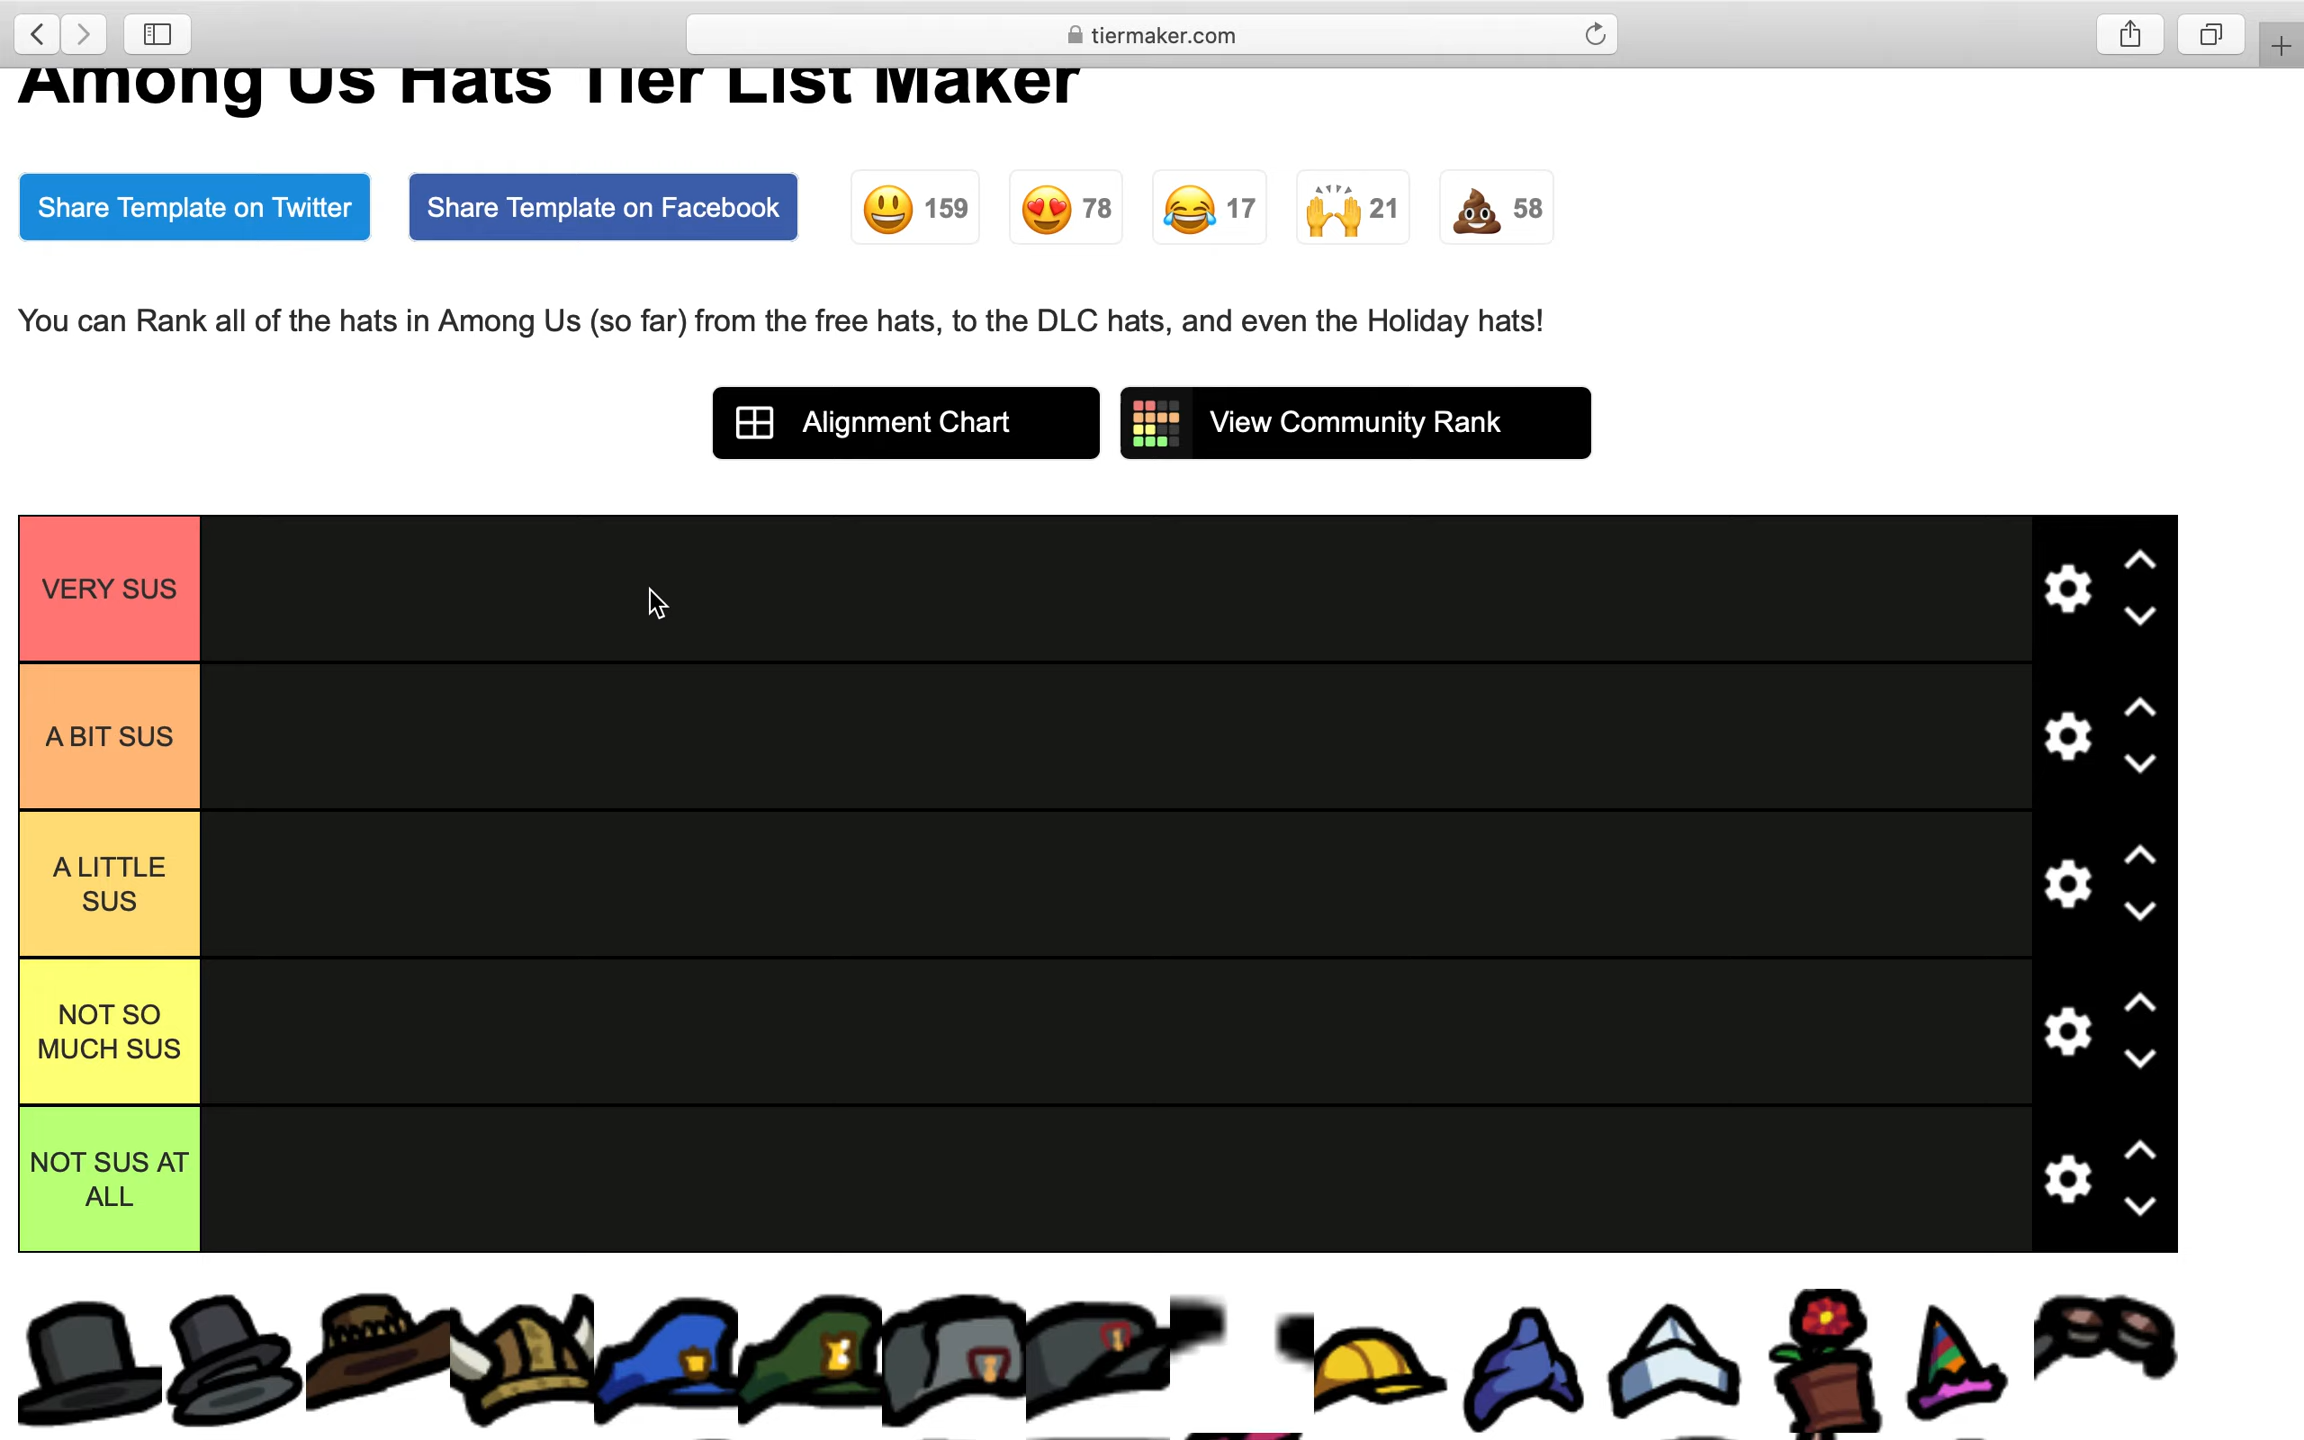 tiermaker.com
Among Us Hats Tier List Maker
Share Template on Twitter
Share Template on Facebook
159
78
17
21
58
You can Rank all of the hats in Among Us (so far) from the free hats, to the DLC hats, and even the Holiday hats!
Alignment Chart
View Community Rank
VERY SUS
A BIT SUS
A LITTLE
SUS
NOT SO
MUCH SUS
NOT SUS AT
ALL